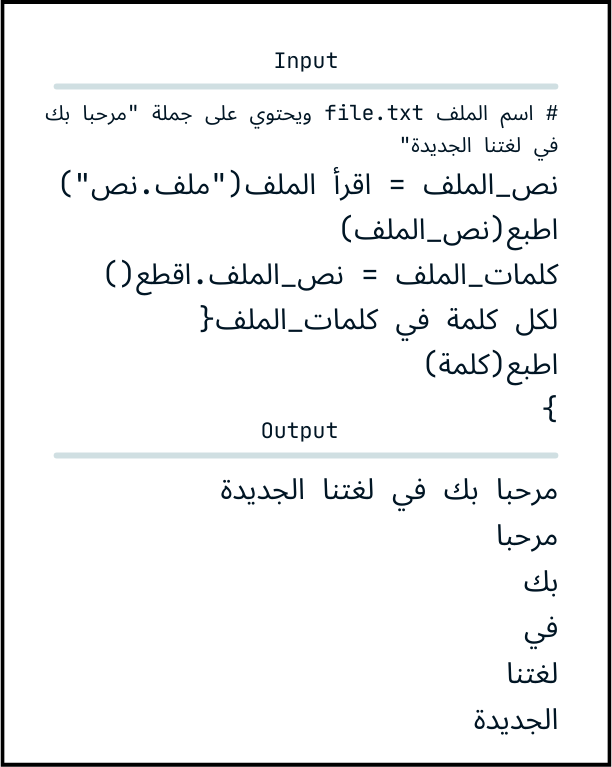 Input
# اسم الملف file.txt ويحتوي على جملة "مرحبا بك
في لغتنا الجديدة"
نص_الملف = اقرأ الملف("ملف.نص")
اطبع(نص_الملف)
كلمات_الملف = نص_الملف.اقطع()
لكل كلمة في كلمات_الملف{
اطبع(كلمة)
}
Output
مرحبا بك في لغتنا الجديدة
مرحبا
بك
في
لغتنا
الجديدة